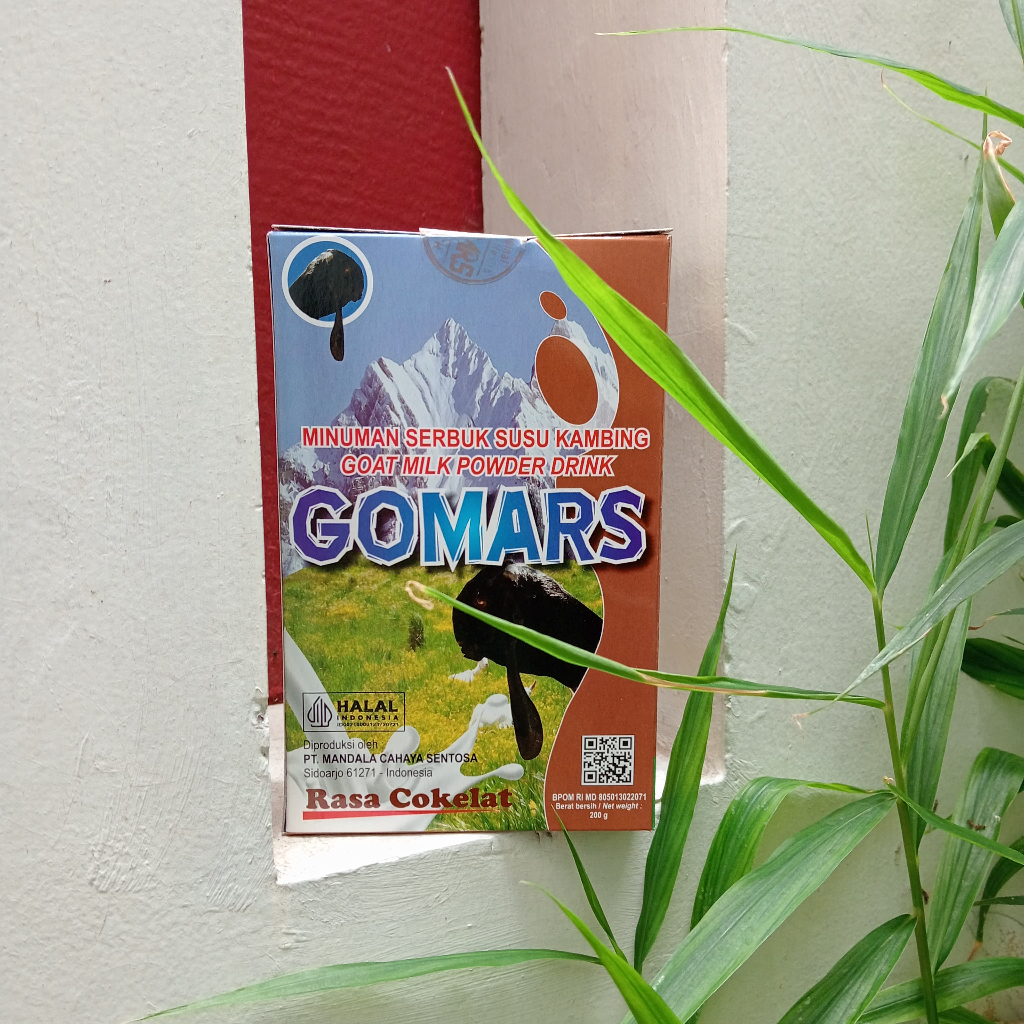 MINUMAN SERBUK SUSU KAMBING
GOAT MILK POWDER DRINK
GOMARS
HALAL
INDONESIA
Diproduksi oleh
PT. MANDALA CAHAYA SENTOSA
Sidoarjo 61271 - Indonesia
Rasa Cokelat
BPOM RI MD 805013022071
Berat bersih / Net weight :
200 g